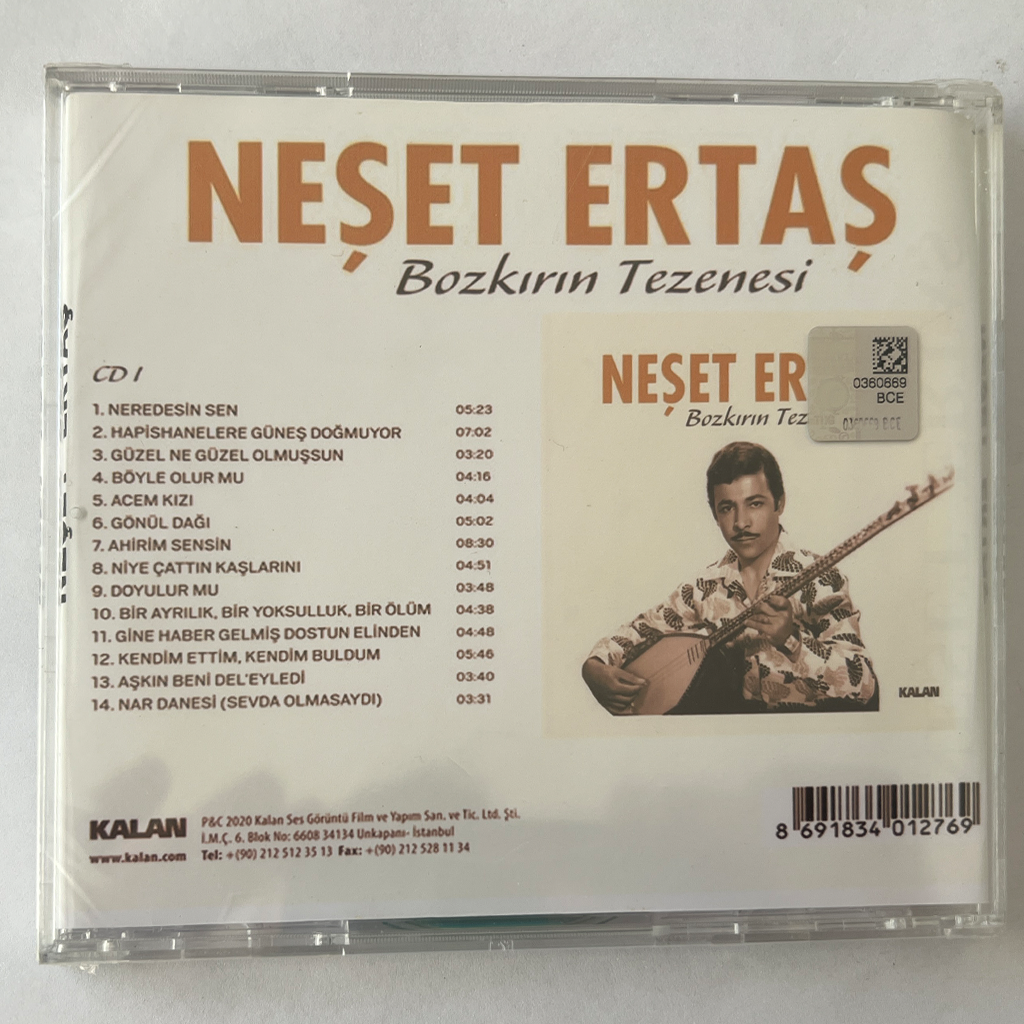 NEŞET ERTAŞ
Bozkırın Tezenesi
CD 1
1. NEREDESİN SEN 05:23
2. HAPİSHANELERE GÜNEŞ DOĞMUYOR 07:02
3. GÜZEL NE GÜZEL OLMUŞSUN 03:20
4. BÖYLE OLUR MU 04:16
5. ACEM KIZI 04:04
6. GÖNÜL DAĞI 05:02
7. AHİRİM SENSİN 08:30
8. NİYE ÇATTIN KAŞLARINI 04:51
9. DOYULUR MU 03:48
10. BİR AYRILIK, BİR YOKSULLUK, BİR ÖLÜM 04:38
11. GİNE HABER GELMİŞ DOSTUN ELİNDEN 04:48
12. KENDİM ETTİM, KENDİM BULDUM 05:46
13. AŞKIN BENİ DEL'EYLEDİ 03:40
14. NAR DANESİ (SEVDA OLMASAYDI) 03:31
NEŞET ER
Bozkırın Tez
0360669
BCE
0360669 BCE
KALAN
KALAN
www.kalan.com
P&C 2020 Kalan Ses Görüntü Film ve Yapım San. ve Tic. Ltd. Şti.
İ.M.Ç. 6. Blok No: 6608 34134 Unkapanı- İstanbul
Tel: +(90) 212 512 35 13 Fax: +(90) 212 528 11 34
8 691834 012769